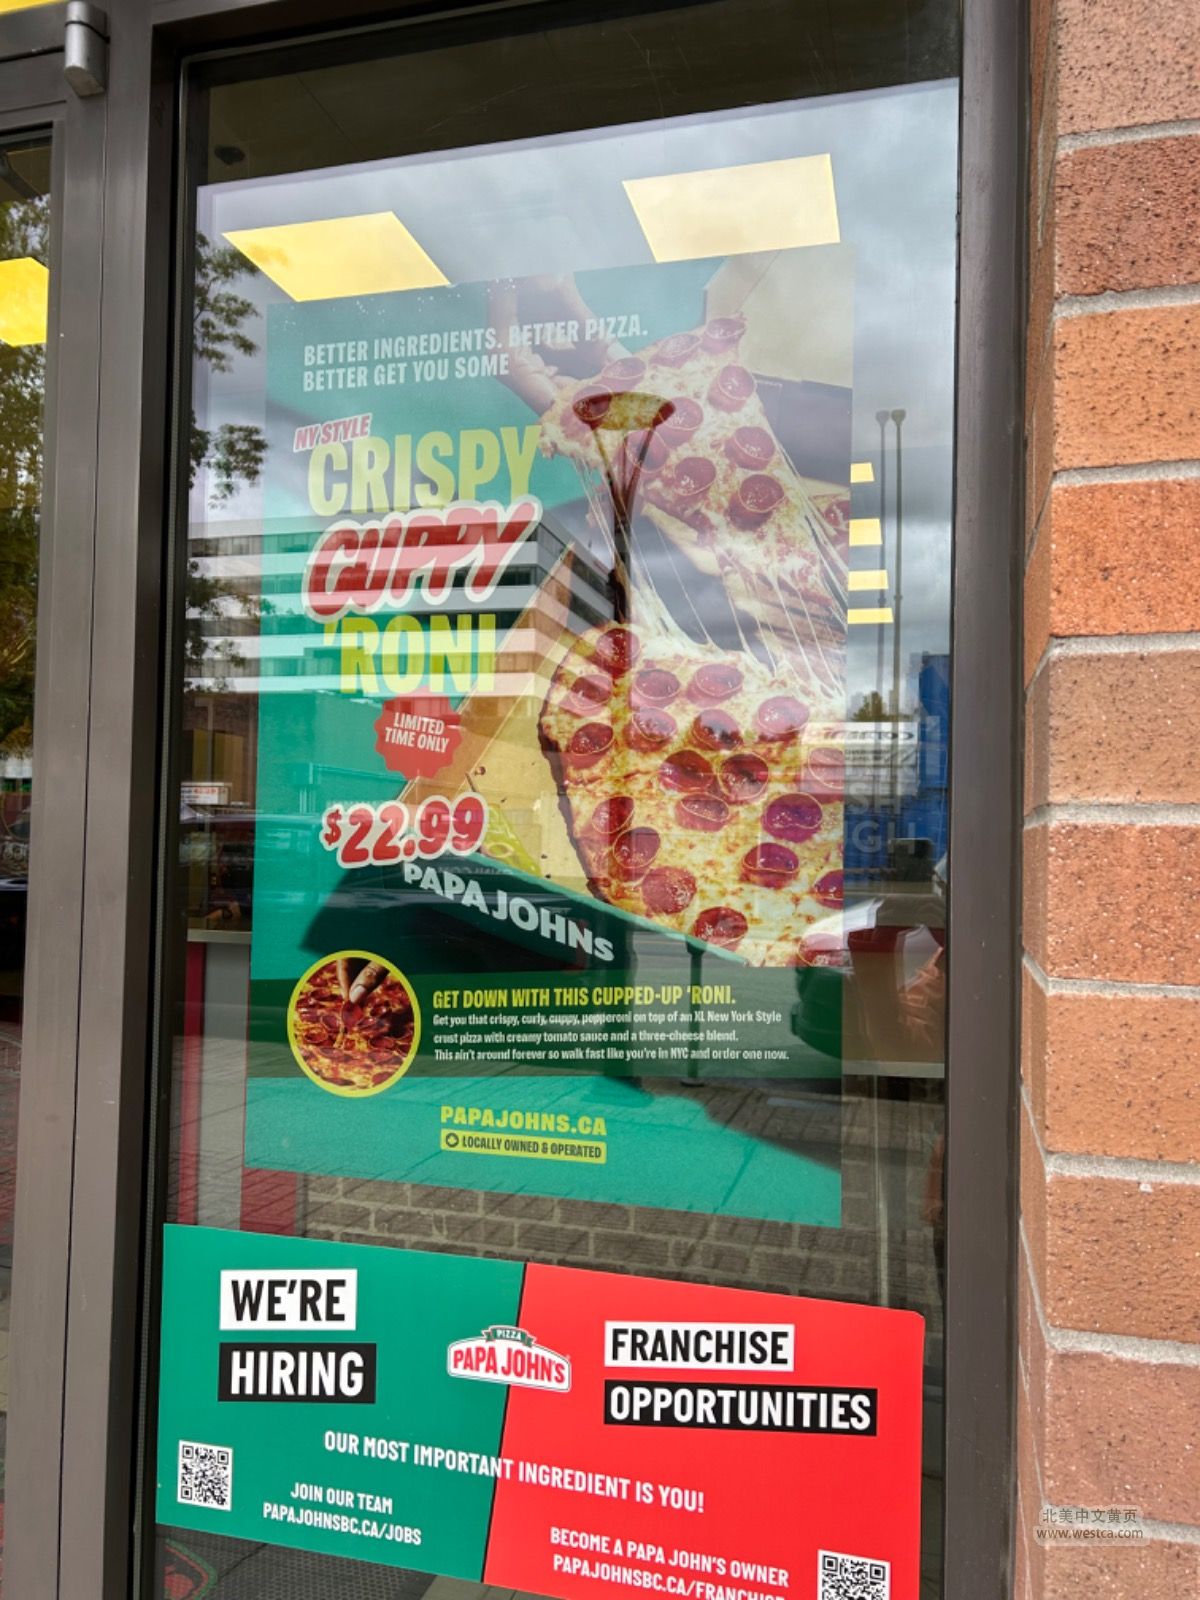 BETTER INGREDIENTS. BETTER PIZZA.
BETTER GET YOU SOME
NY STYLE
CRISPY
CUPPY
'RONI
LIMITED
TIME ONLY
$22.99
PAPA JOHNS
GET DOWN WITH THIS CUPPED-UP 'RONI.
Get you that crispy, curly, cuppy, pepperoni on top of an XL New York Style
crust pizza with creamy tomato sauce and a three-cheese blend.
This ain't around forever so walk fast like you're in NYC and order one now.
PAPAJOHNS.CA
LOCALLY OWNED & OPERATED
WE'RE
HIRING
PIZZA
PAPA JOHN'S
FRANCHISE
OPPORTUNITIES
OUR MOST IMPORTANT INGREDIENT IS YOU!
JOIN OUR TEAM
PAPAJOHNSBC.CA/JOBS
BECOME A PAPA JOHN'S OWNER
PAPAJOHNSBC.CA/FRANCHISE
北美中文黄页
www.westca.com